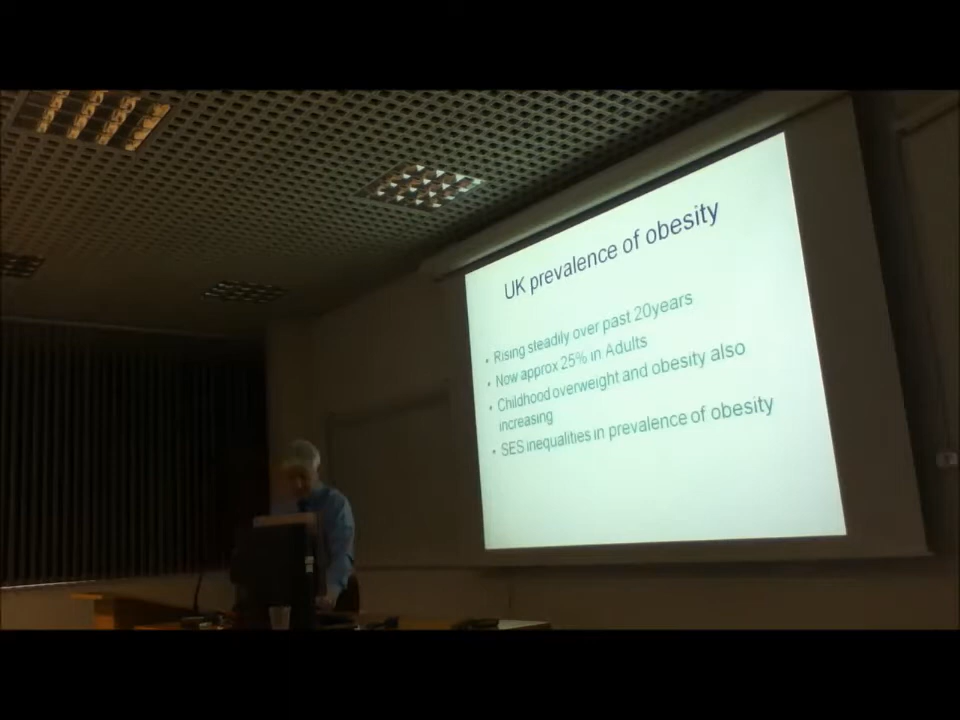 UK prevalence of obesity
• Rising steadily over past 20years
• Now approx 25% in Adults
• Childhood overweight and obesity also
increasing
• SES inequalities in prevalence of obesity